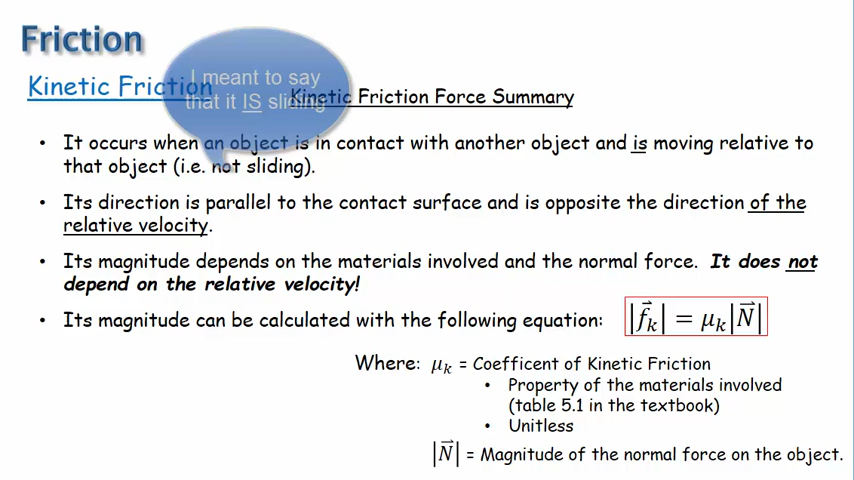 Friction
Kinetic Friction
I meant to say
that it IS sliding
Kinetic Friction Force Summary
• It occurs when an object is in contact with another object and is moving relative to
that object (i.e. not sliding).
• Its direction is parallel to the contact surface and is opposite the direction of the
relative velocity.
• Its magnitude depends on the materials involved and the normal force. It does not
depend on the relative velocity!
• Its magnitude can be calculated with the following equation: |f⃗ₖ| = μₖ|N⃗|
Where: μₖ = Coefficent of Kinetic Friction
• Property of the materials involved
(table 5.1 in the textbook)
• Unitless
|N⃗| = Magnitude of the normal force on the object.